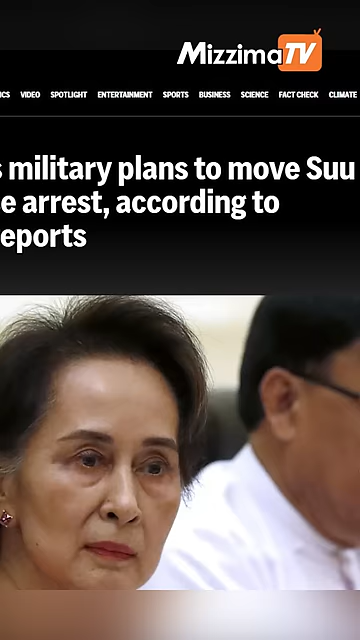 MizzimaTV
ICS VIDEO SPOTLIGHT ENTERTAINMENT SPORTS BUSINESS SCIENCE FACT CHECK CLIMATE
s military plans to move Suu
e arrest, according to
eports